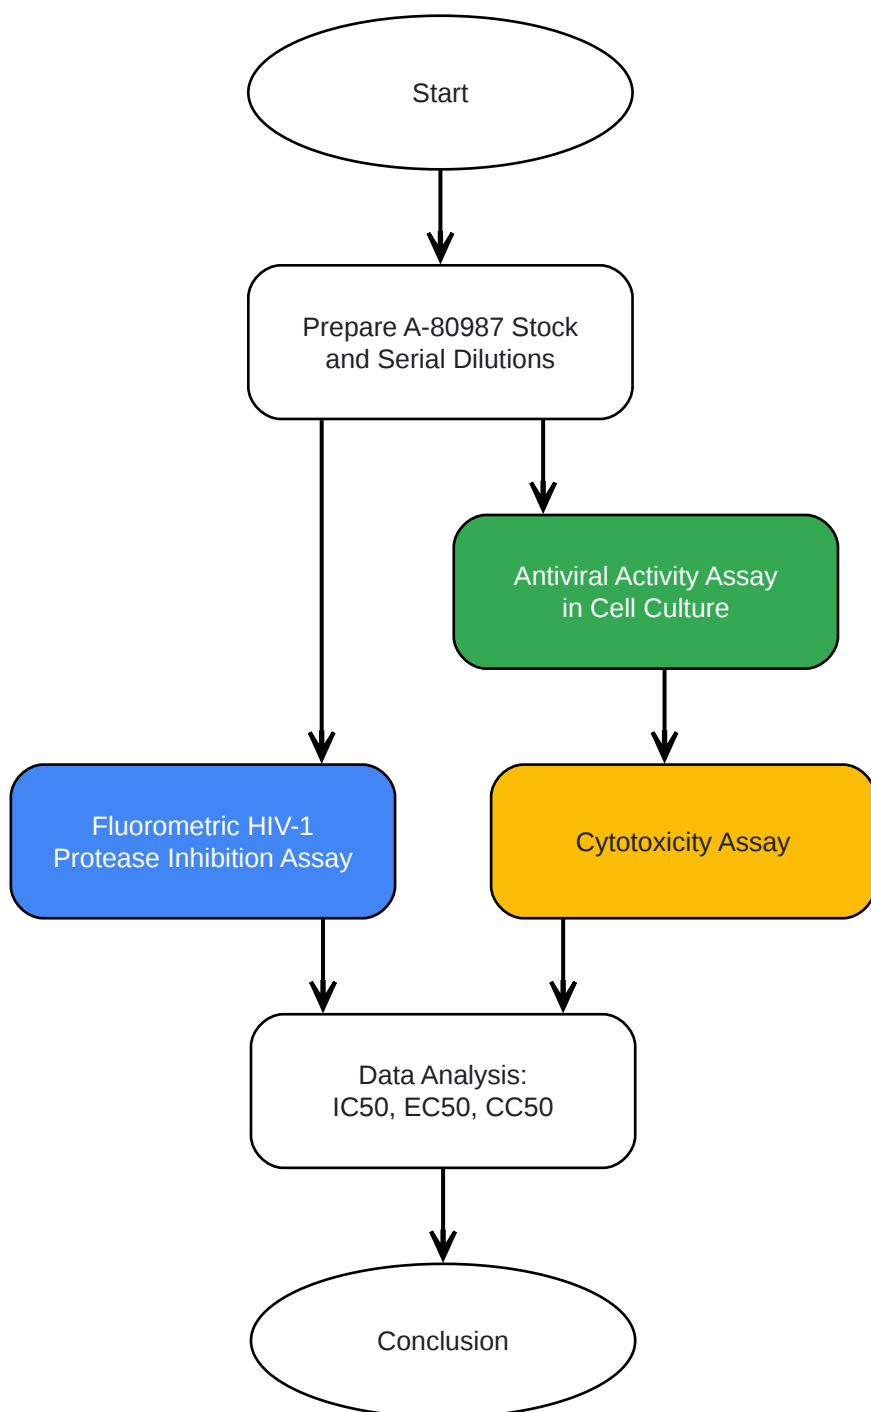 Start
Prepare A-80987 Stock
and Serial Dilutions
Antiviral Activity Assay
in Cell Culture
Fluorometric HIV-1
Protease Inhibition Assay
Cytotoxicity Assay
Data Analysis:
IC50, EC50, CC50
Conclusion